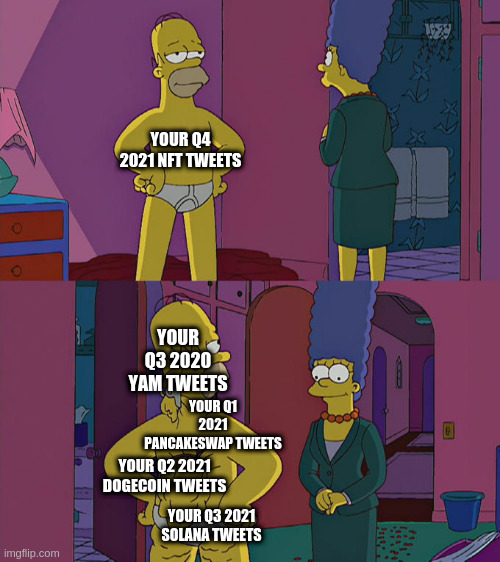 YOUR Q4
2021 NFT TWEETS
YOUR
Q3 2020
YAM TWEETS
YOUR Q1
2021
PANCAKESWAP TWEETS
YOUR Q2 2021
DOGECOIN TWEETS
YOUR Q3 2021
SOLANA TWEETS
imgflip.com